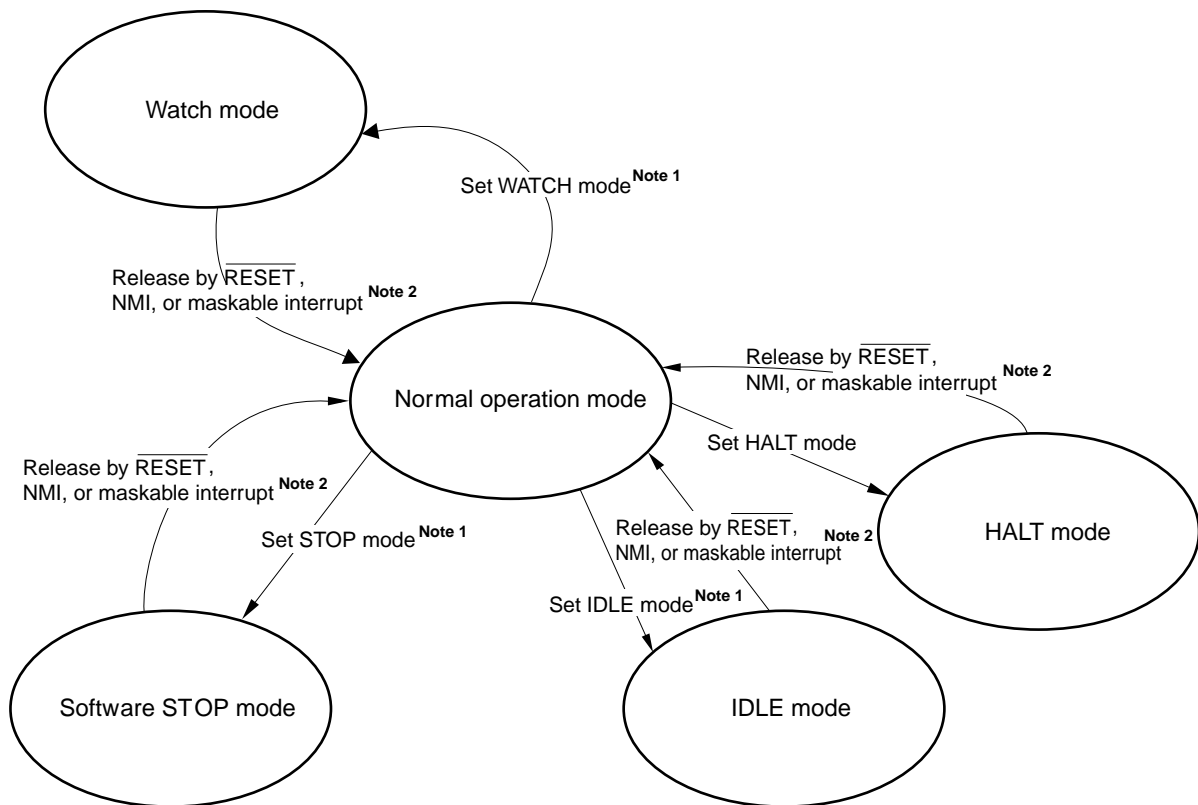 Watch mode
Set WATCH mode Note 1
Release by RESET,
NMI, or maskable interrupt Note 2
Release by RESET,
NMI, or maskable interrupt Note 2
Normal operation mode
Set HALT mode
Release by RESET,
NMI, or maskable interrupt Note 2
Set STOP mode Note 1
Release by RESET,
NMI, or maskable interrupt Note 2
HALT mode
Set IDLE mode Note 1
Software STOP mode
IDLE mode